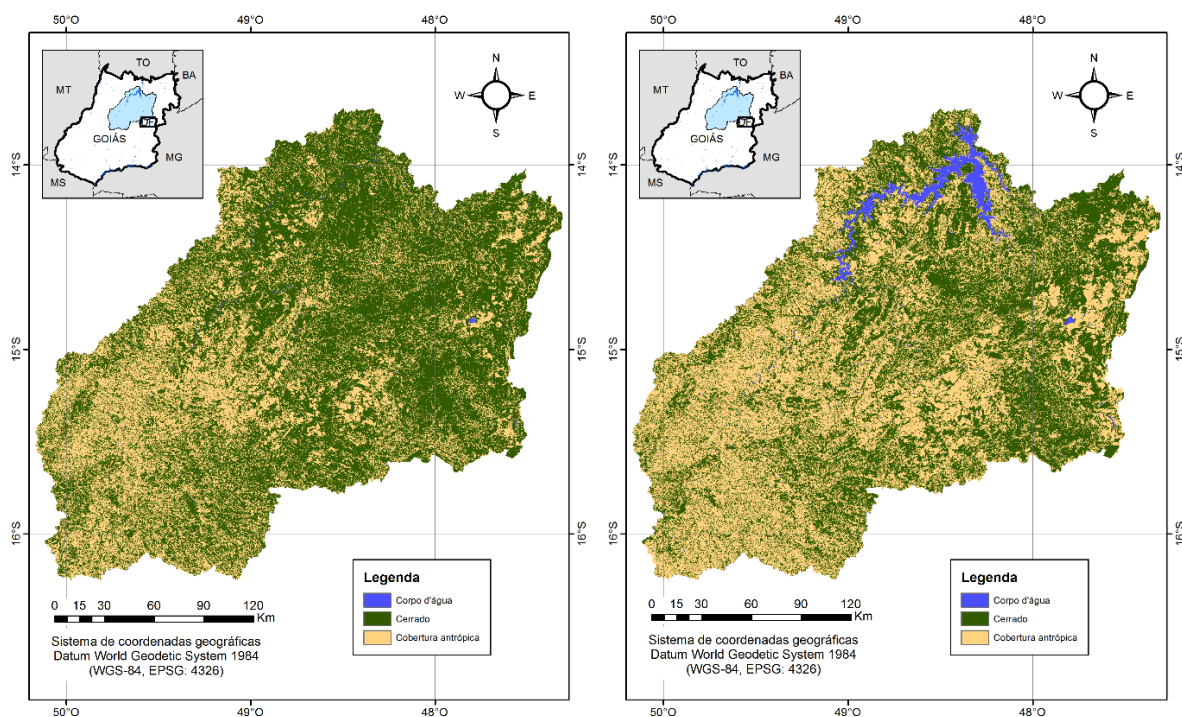 50°O 49°O 48°O
TO
BA
MT
GOIÁS
DF
MG
MS
N
W E
S
14°S
15°S
16°S
14°S
15°S
16°S
Legenda
Corpo d'água
Cerrado
Cobertura antrópica
0 15 30 60 90 120
Km
Sistema de coordenadas geográficas
Datum World Geodetic System 1984
(WGS-84, EPSG: 4326)
50°O 49°O 48°O
50°O 49°O 48°O
TO
BA
MT
GOIÁS
DF
MG
MS
N
W E
S
14°S
15°S
16°S
Legenda
Corpo d'água
Cerrado
Cobertura antrópica
0 15 30 60 90 120
Km
Sistema de coordenadas geográficas
Datum World Geodetic System 1984
(WGS-84, EPSG: 4326)
50°O 49°O 48°O